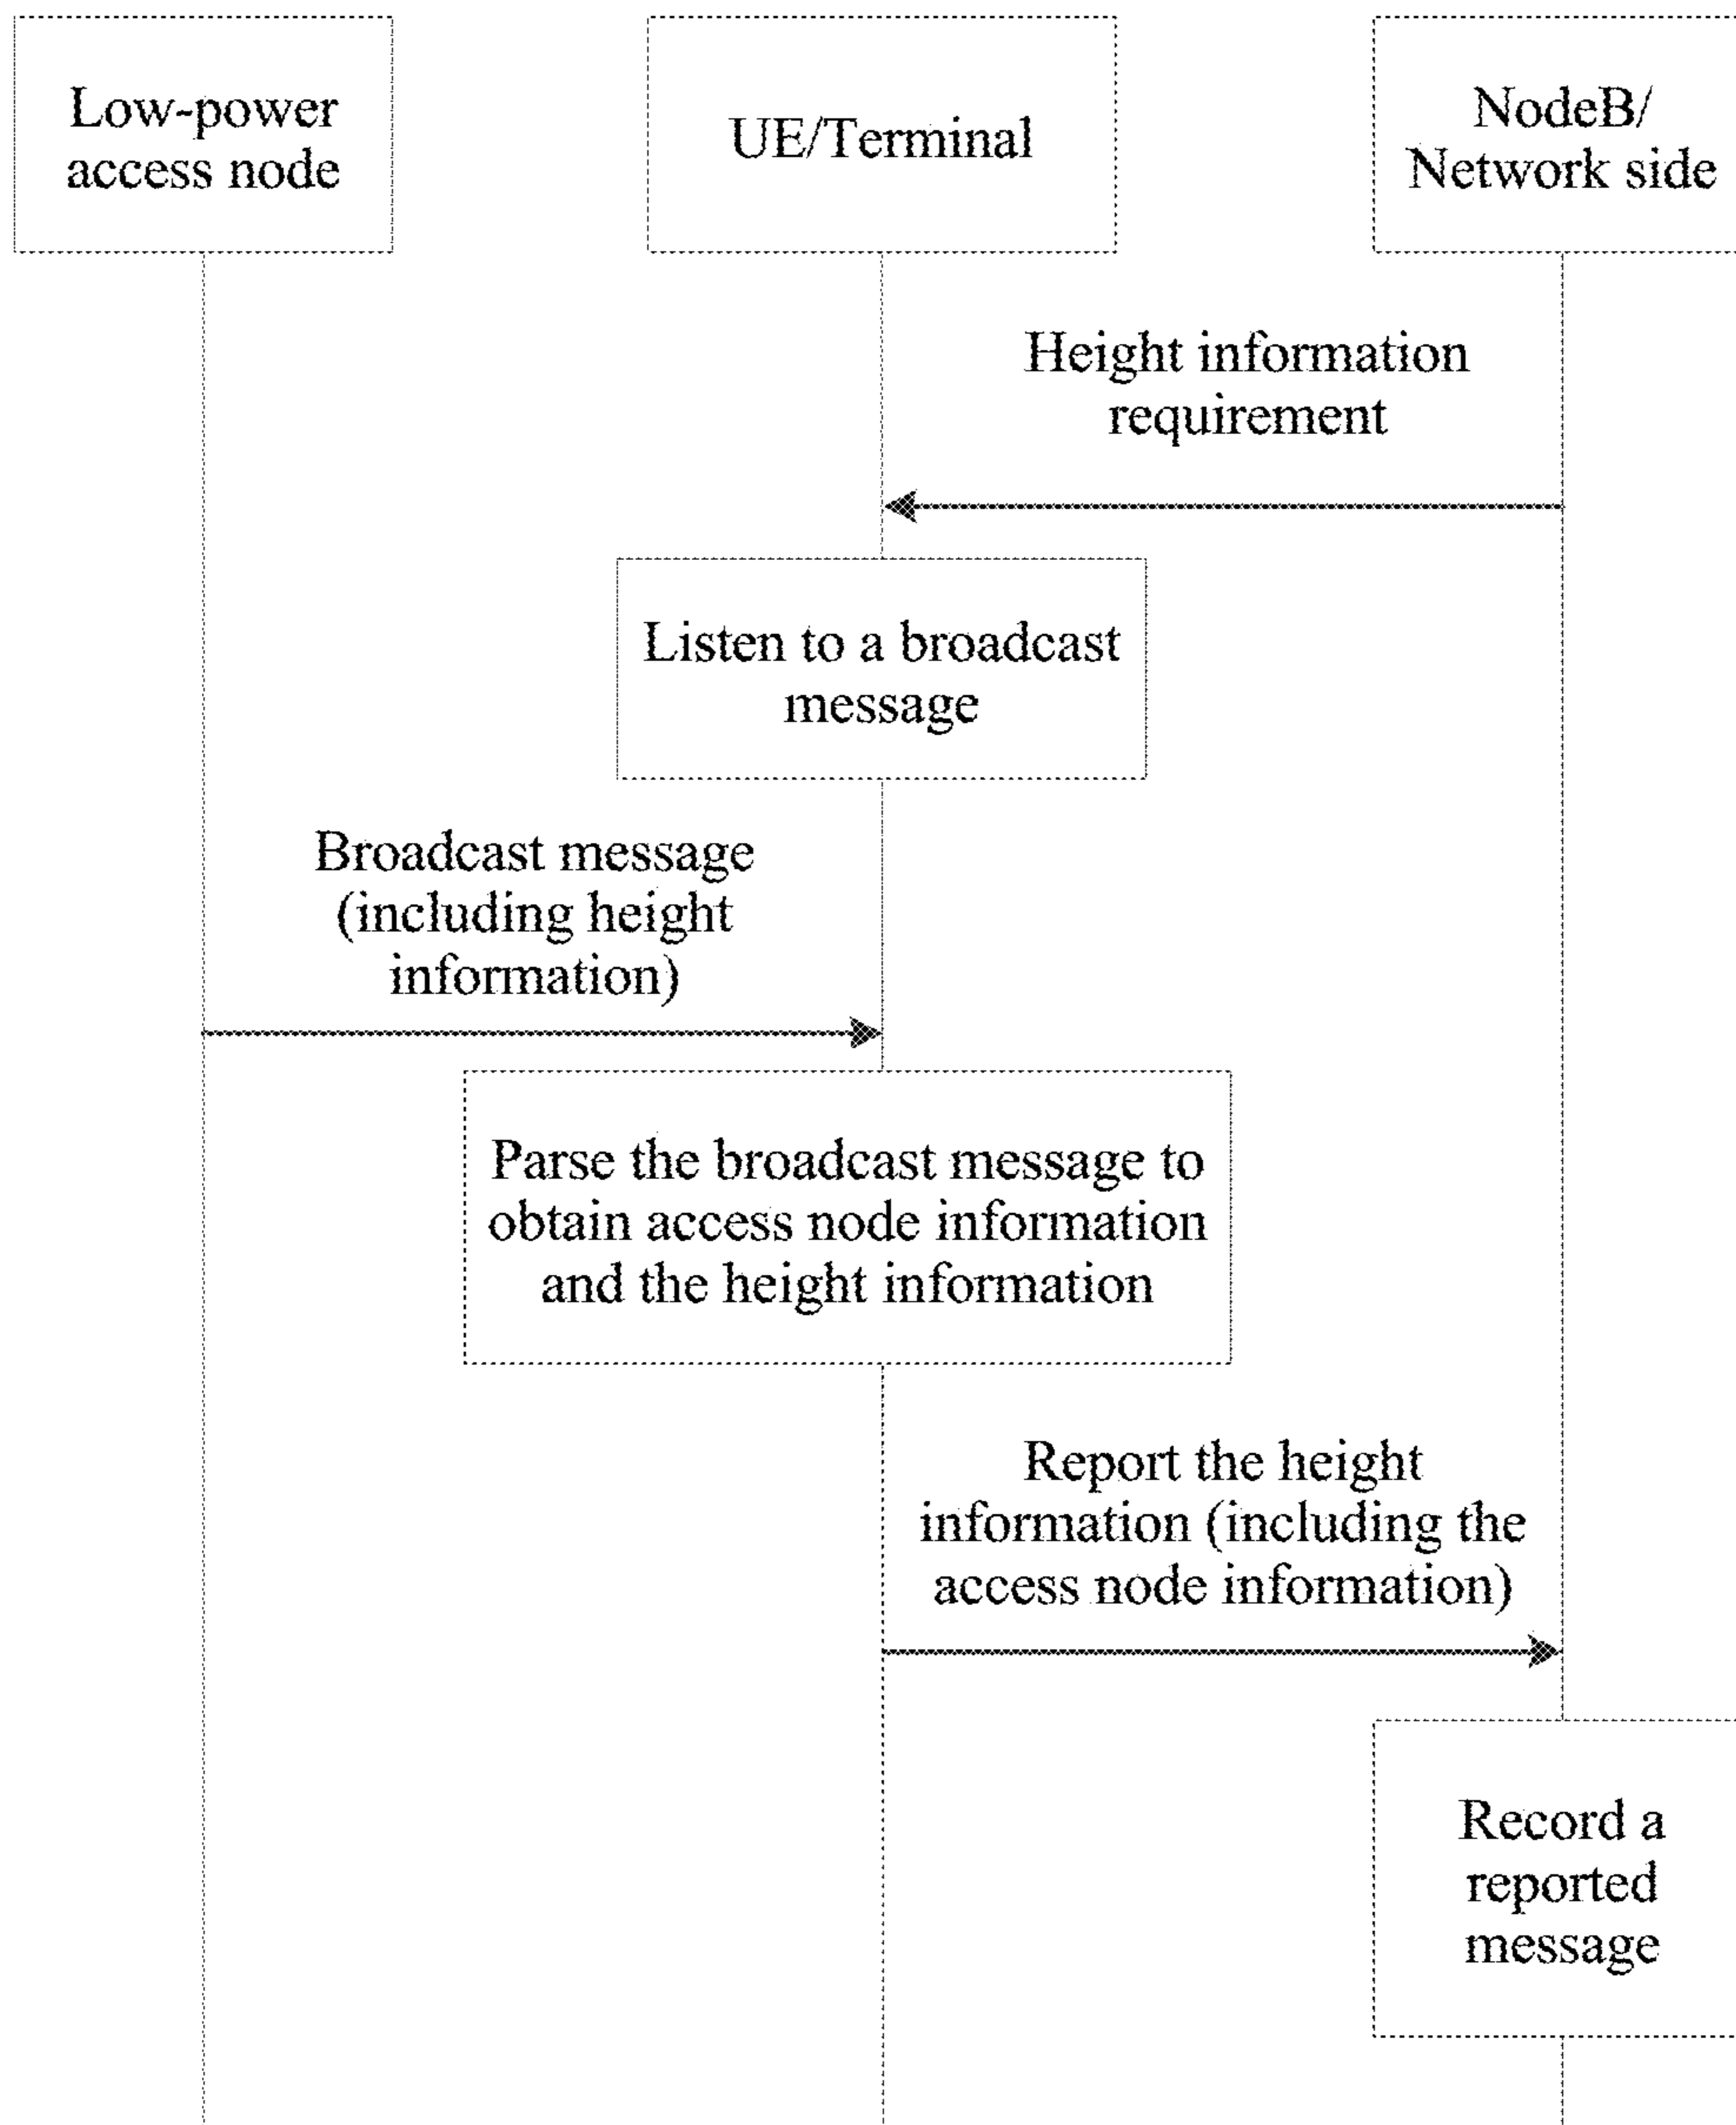 Low-power
access node
UE/Terminal
NodeB/
Network side
Height information
requirement
Listen to a broadcast
message
Broadcast message
(including height
information)
Parse the broadcast message to
obtain access node information
and the height information
Report the height
information (including the
access node information)
Record a
reported
message